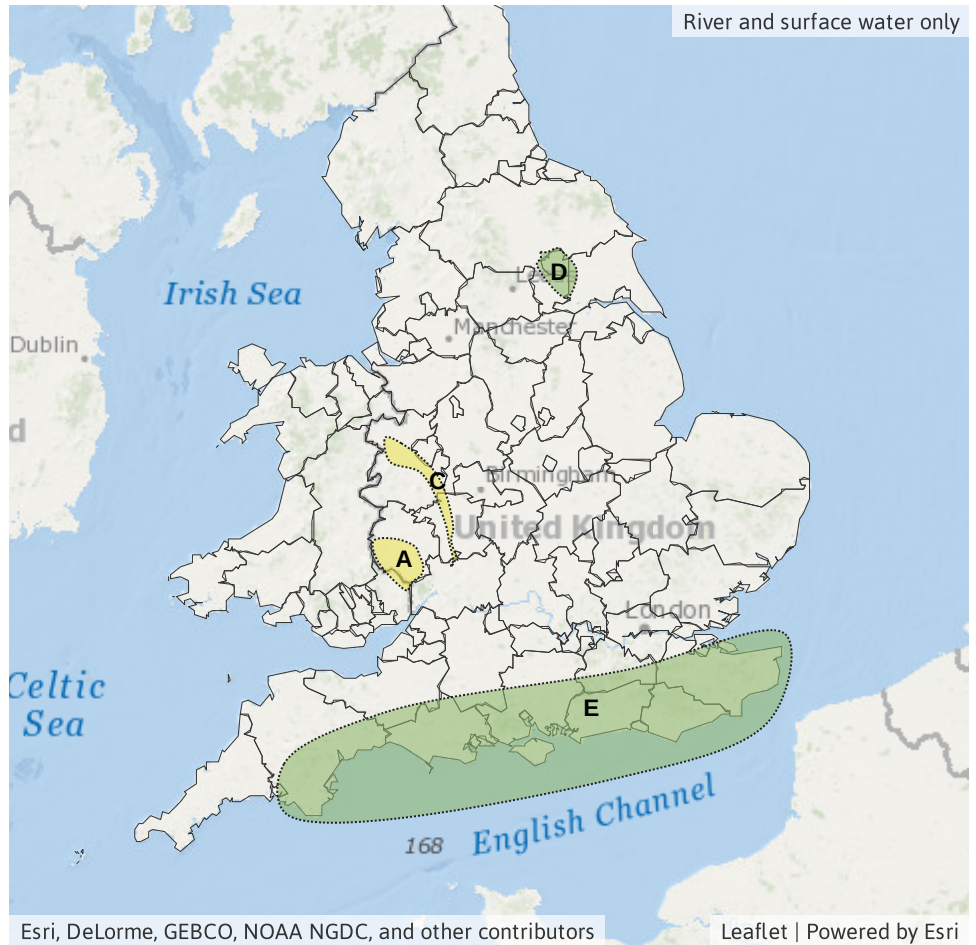 River and surface water only
D
Le
Irish Sea
Manchester
Dublin
d
C
Birmingham
United Kingdom
A
London
Celtic
Sea
E
English Channel
168
Esri, DeLorme, GEBCO, NOAA NGDC, and other contributors
Leaflet | Powered by Esri